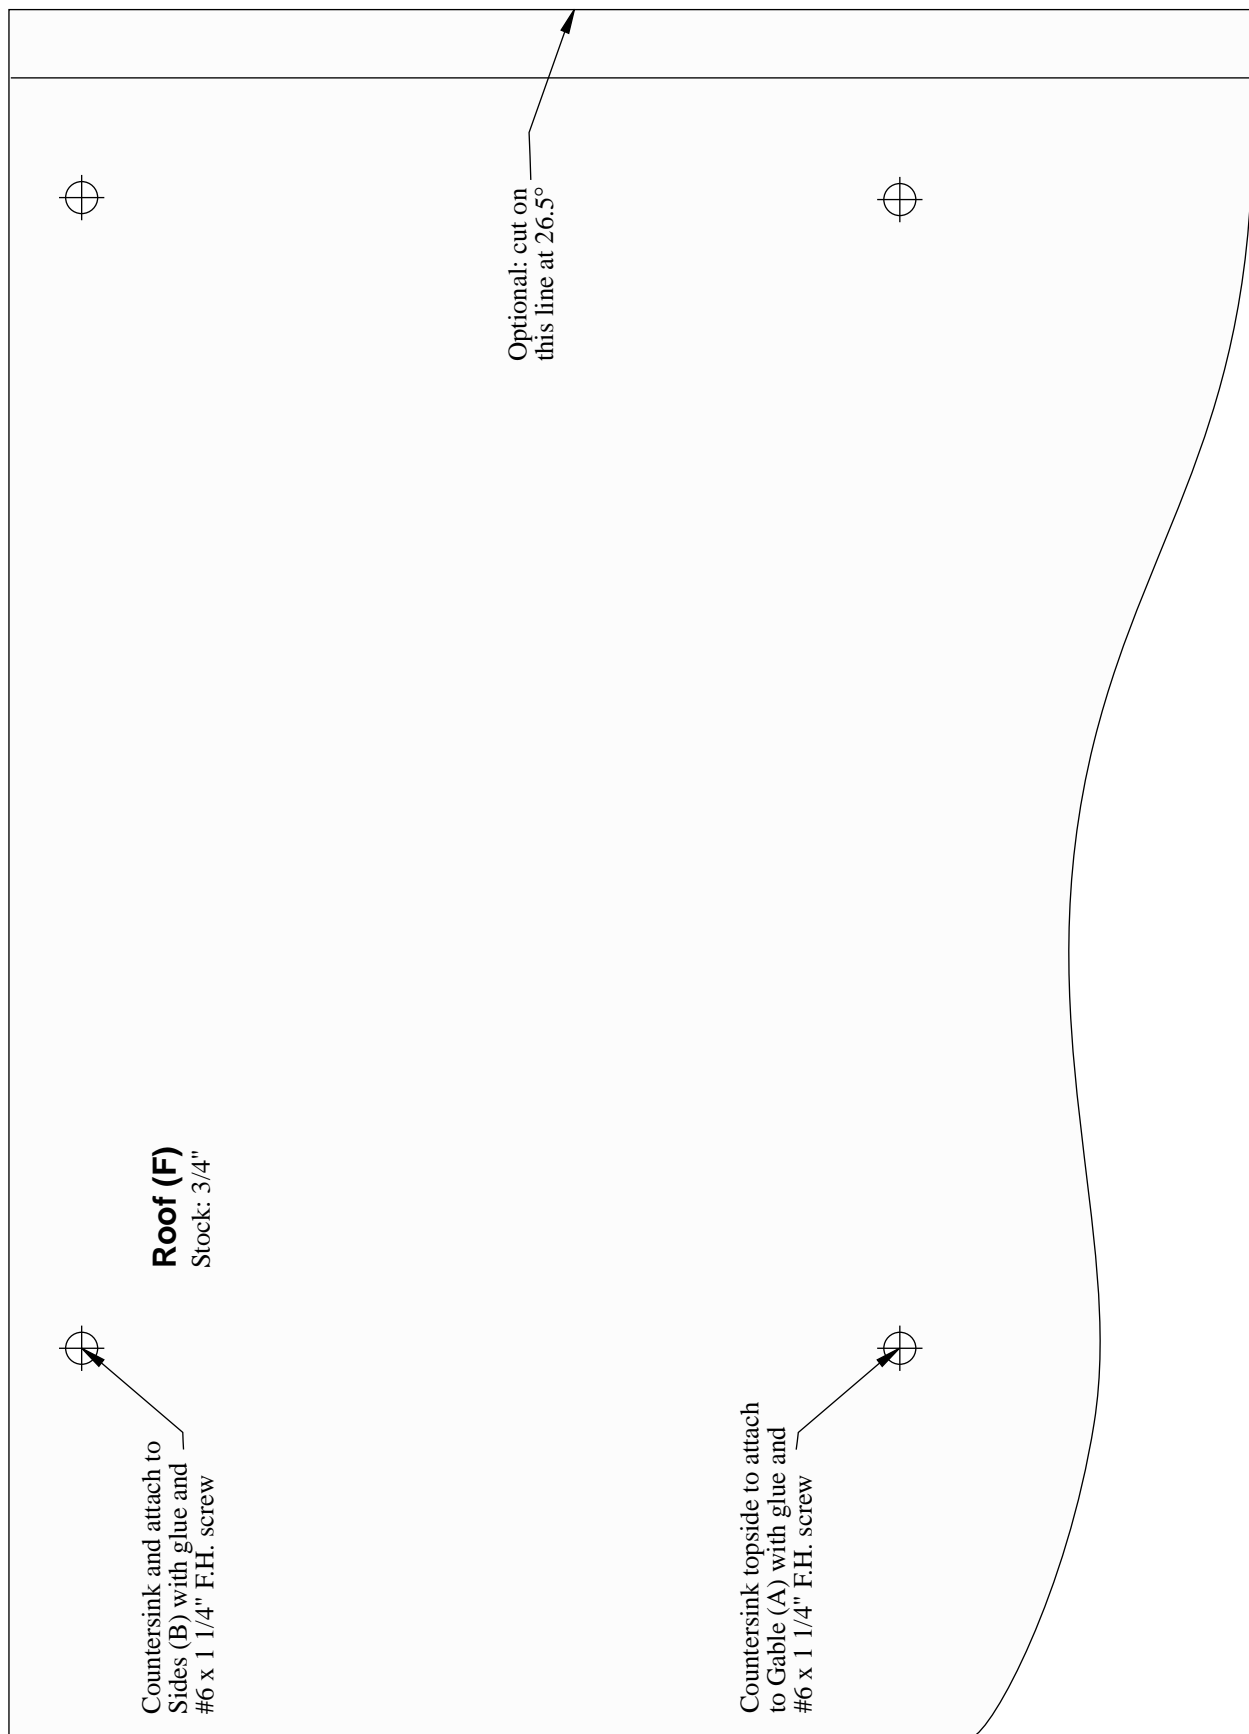 Optional: cut on
this line at 26.5°
Roof (F)
Stock: 3/4"
Countersink and attach to
Sides (B) with glue and
#6 x 1 1/4" F.H. screw
Countersink topside to attach
to Gable (A) with glue and
#6 x 1 1/4" F.H. screw